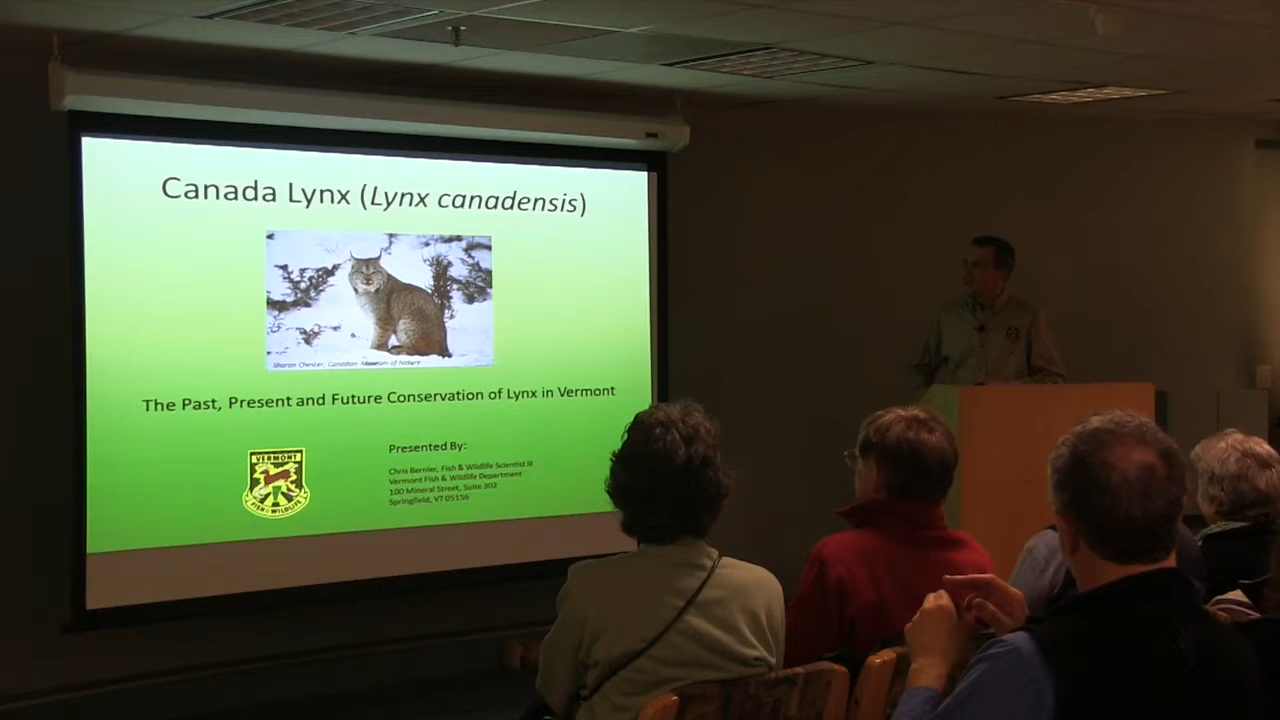 Canada Lynx (Lynx canadensis)
Sharon Chester, Canadian Museum of Nature
The Past, Present and Future Conservation of Lynx in Vermont
VERMONT
FISH & WILDLIFE
Presented By:
Chris Bernier, Fish & Wildlife Scientist III
Vermont Fish & Wildlife Department
100 Mineral Street, Suite 302
Springfield, VT 05156